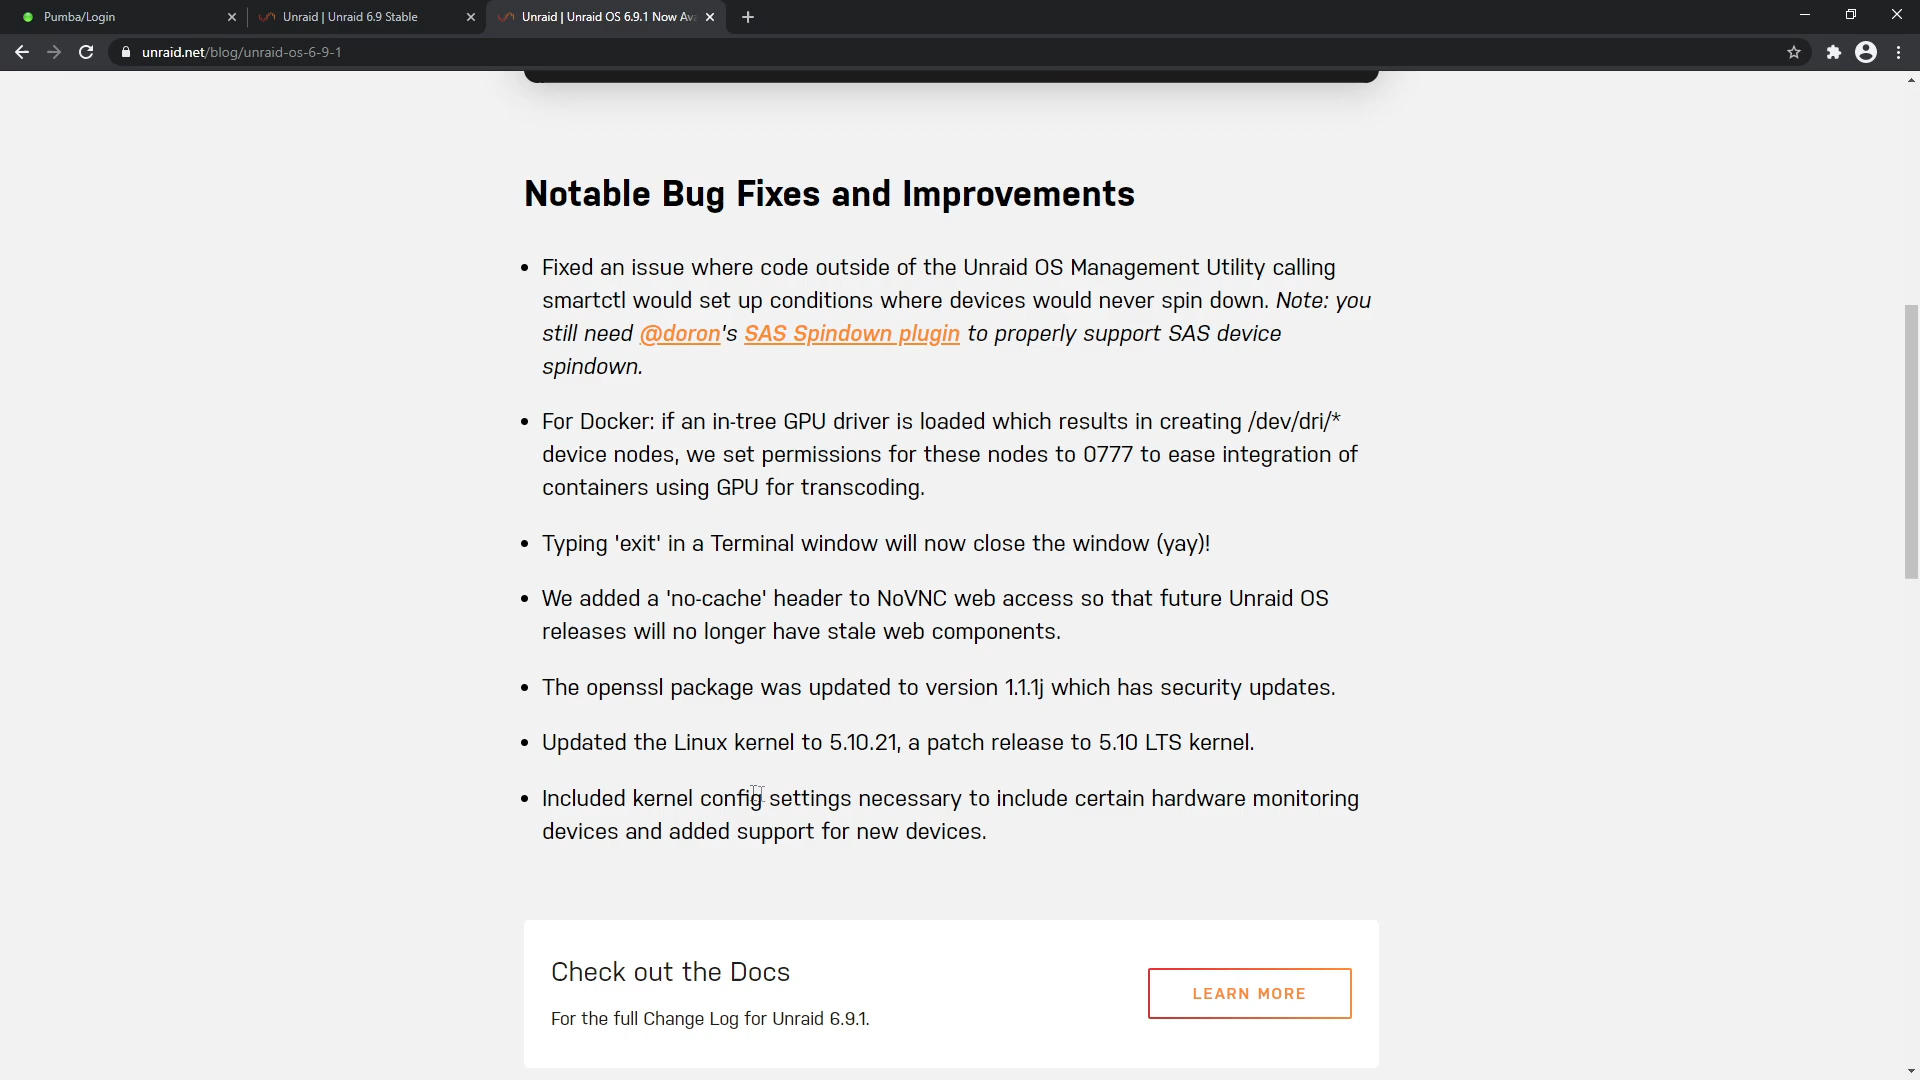 Pumba/Login
Unraid | Unraid 6.9 Stable
Unraid | Unraid OS 6.9.1 Now Ava
unraid.net/blog/unraid-os-6-9-1
Notable Bug Fixes and Improvements
• Fixed an issue where code outside of the Unraid OS Management Utility calling
smartctl would set up conditions where devices would never spin down. Note: you
still need @doron's SAS Spindown plugin to properly support SAS device
spindown.
• For Docker: if an in-tree GPU driver is loaded which results in creating /dev/dri/*
device nodes, we set permissions for these nodes to 0777 to ease integration of
containers using GPU for transcoding.
• Typing 'exit' in a Terminal window will now close the window (yay)!
• We added a 'no-cache' header to NoVNC web access so that future Unraid OS
releases will no longer have stale web components.
• The openssl package was updated to version 1.1.1j which has security updates.
• Updated the Linux kernel to 5.10.21, a patch release to 5.10 LTS kernel.
• Included kernel config settings necessary to include certain hardware monitoring
devices and added support for new devices.
Check out the Docs
For the full Change Log for Unraid 6.9.1.
LEARN MORE